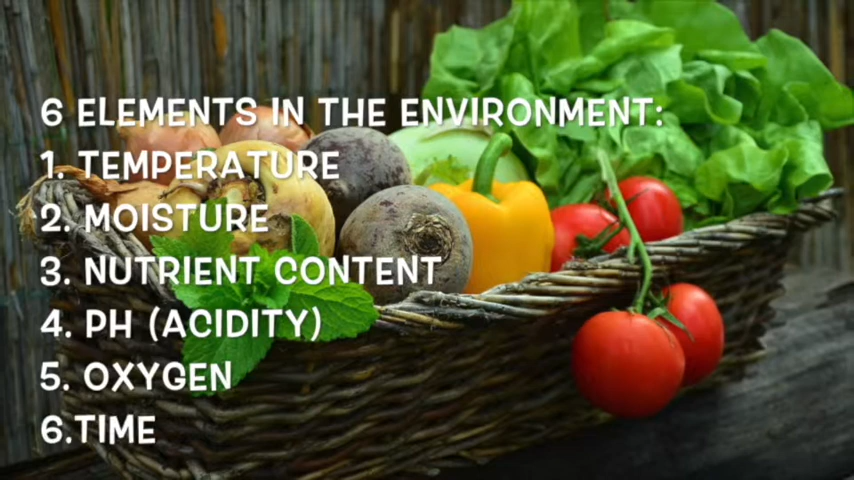 6 ELEMENTS IN THE ENVIRONMENT:
1. TEMPERATURE
2. MOISTURE
3. NUTRIENT CONTENT
4. PH (ACIDITY)
5. OXYGEN
6.TIME